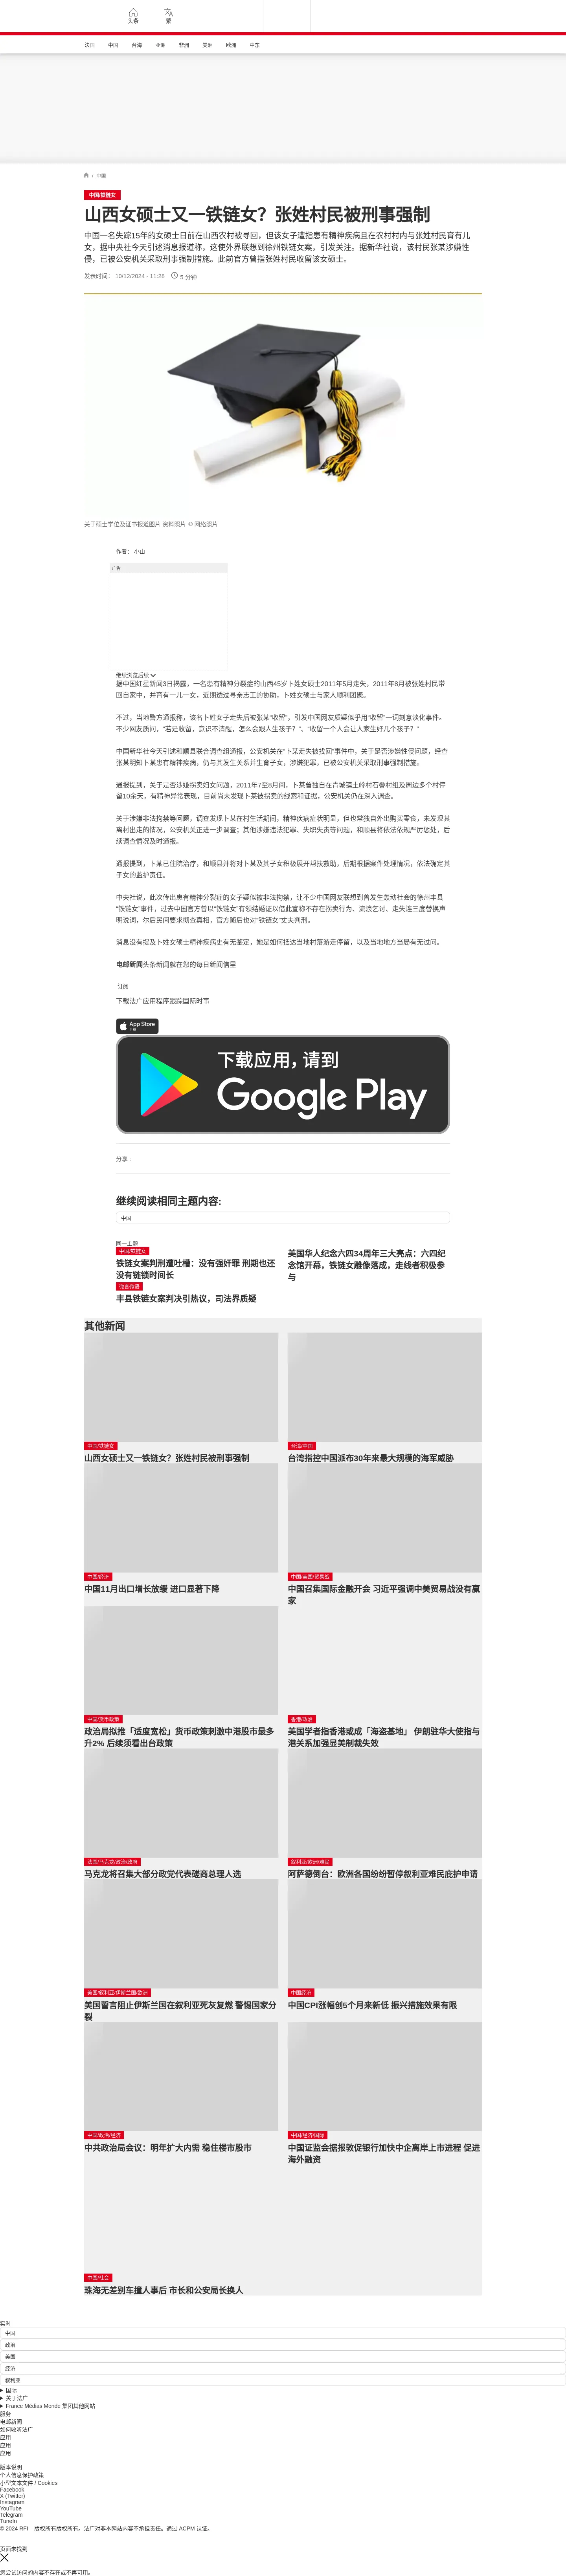 头条
繁
法国
中国
台海
亚洲
非洲
美洲
欧洲
中东
/ 中国
中国/铁链女
山西女硕士又一铁链女？张姓村民被刑事强制
中国一名失踪15年的女硕士日前在山西农村被寻回，但该女子遭指患有精神疾病且在农村村内与张姓村民育有儿
女，据中央社今天引述消息报道称，这使外界联想到徐州铁链女案，引发关注。据新华社说，该村民张某涉嫌性
侵，已被公安机关采取刑事强制措施。此前官方曾指张姓村民收留该女硕士。
发表时间： 10/12/2024 - 11:28
5 分钟
关于硕士学位及证书报道图片 资料照片 © 网络照片
作者： 小山
广告
继续浏览后续
据中国红星新闻3日揭露，一名患有精神分裂症的山西45岁卜姓女硕士2011年5月走失，2011年8月被张姓村民带
回自家中，并育有一儿一女，近期透过寻余志工的协助，卜姓女硕士与家人顺利团聚。
不过，当地警方通报称，该名卜姓女子走失后被张某“收留”，引发中国网友质疑似乎用“收留”一词刻意淡化事件。
不少网友质问，“若是收留，意识不清醒，怎么会跟人生孩子？ ”、“收留一个人会让人家生好几个孩子？ ”
中国新华社今天引述和顺县联合调查组通报，公安机关在“卜某走失被找回”事件中，关于是否涉嫌性侵问题，经查
张某明知卜某患有精神疾病，仍与其发生关系并生育子女，涉嫌犯罪，已被公安机关采取刑事强制措施。
通报提到，关于是否涉嫌拐卖妇女问题，2011年7至8月间，卜某曾独自在青城镇土岭村石叠村组及周边多个村停
留10余天，有精神异常表现，目前尚未发现卜某被拐卖的线索和证据，公安机关仍在深入调查。
关于涉嫌非法拘禁等问题，调查发现卜某在村生活期间，精神疾病症状明显，但也常独自外出购买零食，未发现其
离村出走的情况，公安机关正进一步调查；其他涉嫌违法犯罪、失职失责等问题，和顺县将依法依规严厉惩处，后
续调查情况及时通报。
通报提到，卜某已住院治疗，和顺县并将对卜某及其子女积极展开帮扶救助，后期根据案件处理情况，依法确定其
子女的监护责任。
中央社说，此次传出患有精神分裂症的女子疑似被非法拘禁，让不少中国网友联想到曾发生轰动社会的徐州丰县
“铁链女”事件，过去中国官方曾以“铁链女”有领结婚证以借此宣称不存在拐卖行为、流浪乞讨、走失连三度替换声
明说词，尔后民间要求彻查真相，官方随后也对“铁链女”丈夫判刑。
消息没有提及卜姓女硕士精神疾病史有无鉴定，她是如何抵达当地村落游走停留，以及当地地方当局有无过问。
电邮新闻头条新闻就在您的每日新闻信里
订阅
下载法广应用程序跟踪国际时事
App Store
下载
下载应用，请到
Google Play
分享 :
继续阅读相同主题内容:
中国
同一主题
中国/铁链女
铁链女案判刑遭吐槽：没有强奸罪 刑期也还
没有链锁时间长
美国华人纪念六四34周年三大亮点：六四纪
念馆开幕，铁链女雕像落成，走线者积极参
与
微言微语
丰县铁链女案判决引热议，司法界质疑
其他新闻
中国/铁链女
山西女硕士又一铁链女？张姓村民被刑事强制
台湾/中国
台湾指控中国派布30年来最大规模的海军威胁
中国/经济
中国11月出口增长放缓 进口显著下降
中国/美国/贸易战
中国召集国际金融开会 习近平强调中美贸易战没有赢
家
中国/货币政策
政治局拟推「适度宽松」货币政策刺激中港股市最多
升2% 后续须看出台政策
香港/政治
美国学者指香港或成「海盗基地」 伊朗驻华大使指与
港关系加强显美制裁失效
法国/马克龙/政治/政府
马克龙将召集大部分政党代表磋商总理人选
叙利亚/欧洲/难民
阿萨德倒台：欧洲各国纷纷暂停叙利亚难民庇护申请
美国/叙利亚/伊斯兰国/欧洲
美国誓言阻止伊斯兰国在叙利亚死灰复燃 警惕国家分
裂
中国经济
中国CPI涨幅创5个月来新低 振兴措施效果有限
中国/政治/经济
中共政治局会议：明年扩大内需 稳住楼市股市
中国/经济/国际
中国证监会据报敦促银行加快中企离岸上市进程 促进
海外融资
中国/社会
珠海无差别车撞人事后 市长和公安局长换人
实时
中国
政治
美国
经济
叙利亚
国际
关于法广
France Médias Monde 集团其他网站
服务
电邮新闻
如何收听法广
应用
应用
应用
版本说明
个人信息保护政策
小型文本文件 / Cookies
Facebook
X (Twitter)
Instagram
YouTube
Telegram
TuneIn
© 2024 RFI – 版权所有版权所有。法广对非本网站内容不承担责任。通过 ACPM 认证。
页面未找到
您尝试访问的内容不存在或不再可用。